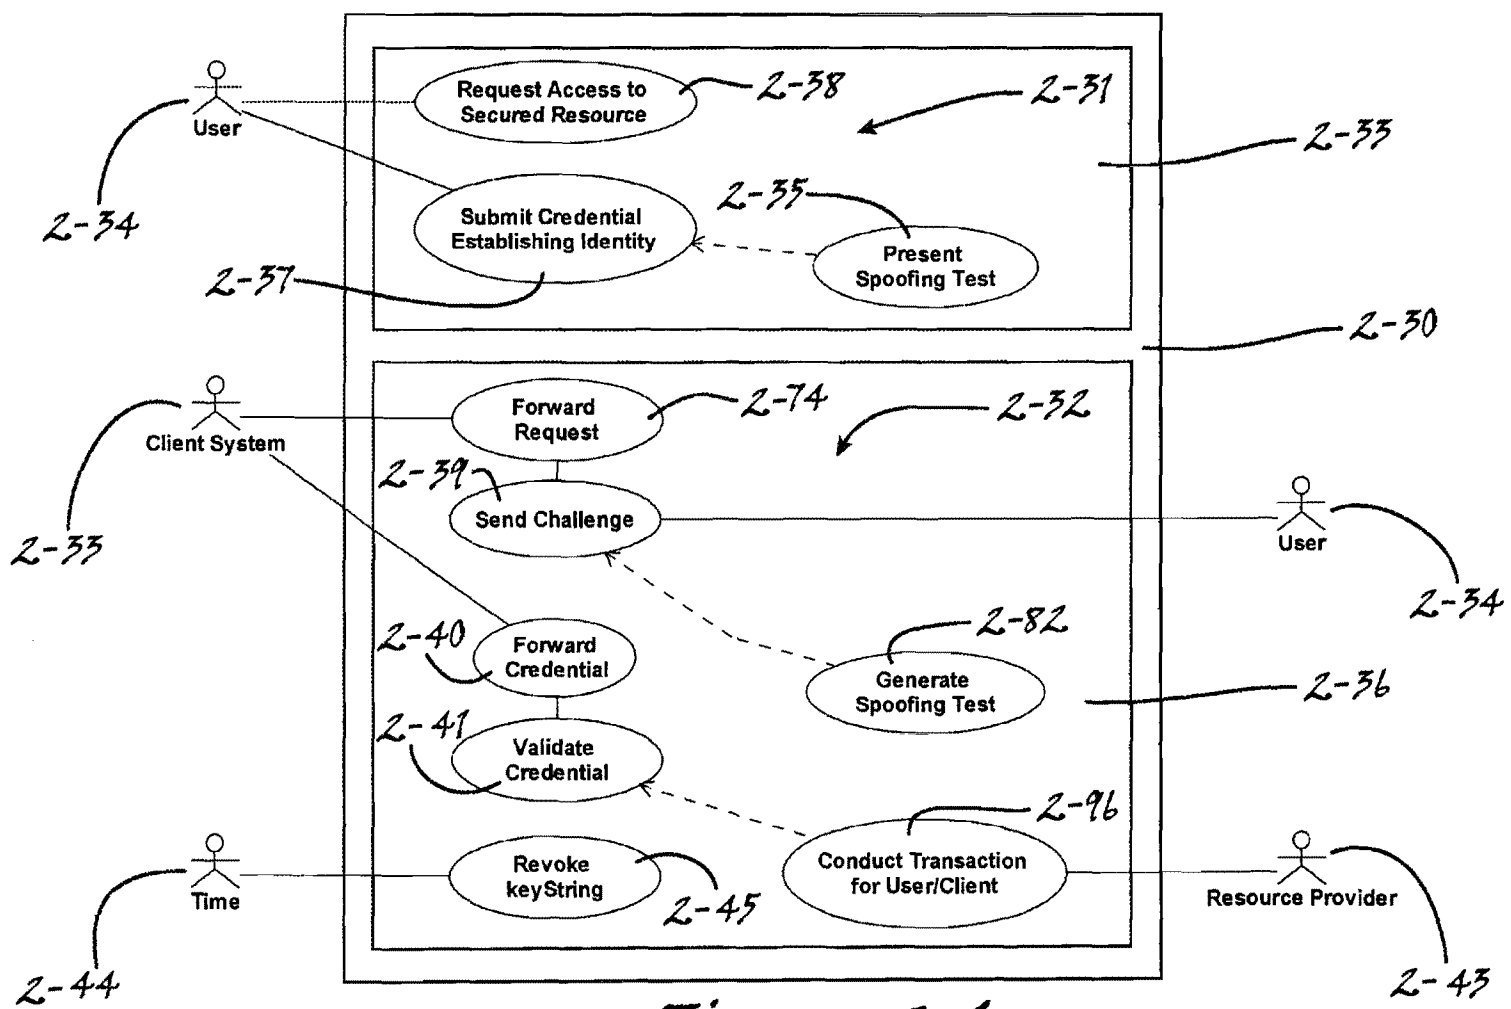 Request Access to
Secured Resource
2-38
2-31
2-33
User
2-34
2-35
Submit Credential
Establishing Identity
Present
Spoofing Test
2-37
2-30
Forward
Request
2-74
2-32
Client System
2-39
Send Challenge
User
2-33
2-34
2-40
Forward
Credential
2-82
Generate
Spoofing Test
2-36
2-41
Validate
Credential
2-96
Revoke
keyString
Conduct Transaction
for User/Client
Time
2-45
Resource Provider
2-44
2-43